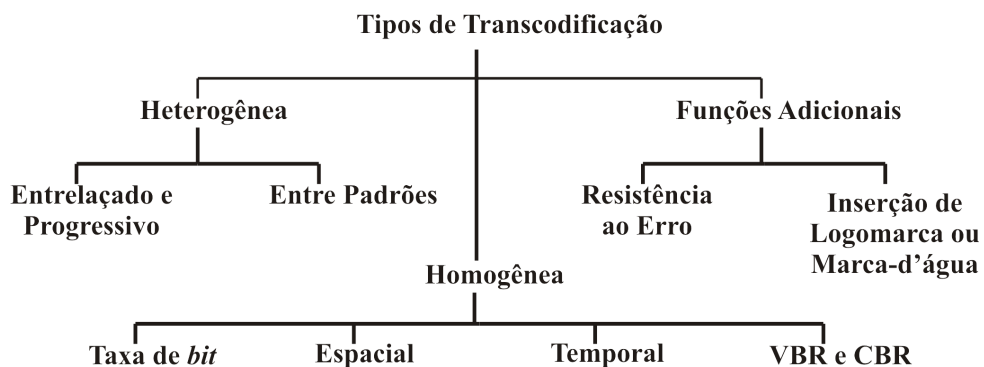 Tipos de Transcodificação
Heterogênea
Funções Adicionais
Entrelaçado e
Progressivo
Entre Padrões
Resistência
ao Erro
Inserção de
Logomarca ou
Marca-d’água
Homogênea
Taxa de bit
Espacial
Temporal
VBR e CBR